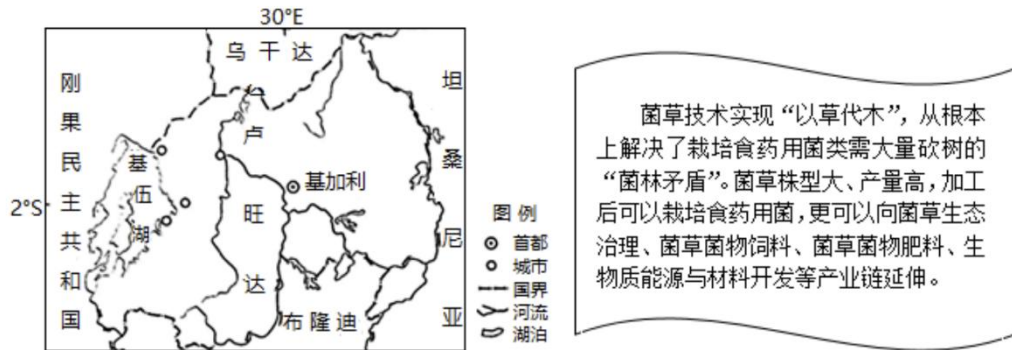 30°E
乌干达
刚果民主共和国
坦桑尼亚
卢旺达
基伍湖
基加利
2°S
布隆迪
图例
首都
城市
国界
河流
湖泊
菌草技术实现“以草代木”，从根本
上解决了栽培食药用菌类需大量砍树的
“菌林矛盾”。菌草株型大、产量高，加工
后可以栽培食药用菌，更可以向菌草生态
治理、菌草菌物饲料、菌草菌物肥料、生
物质能源与材料开发等产业链延伸。